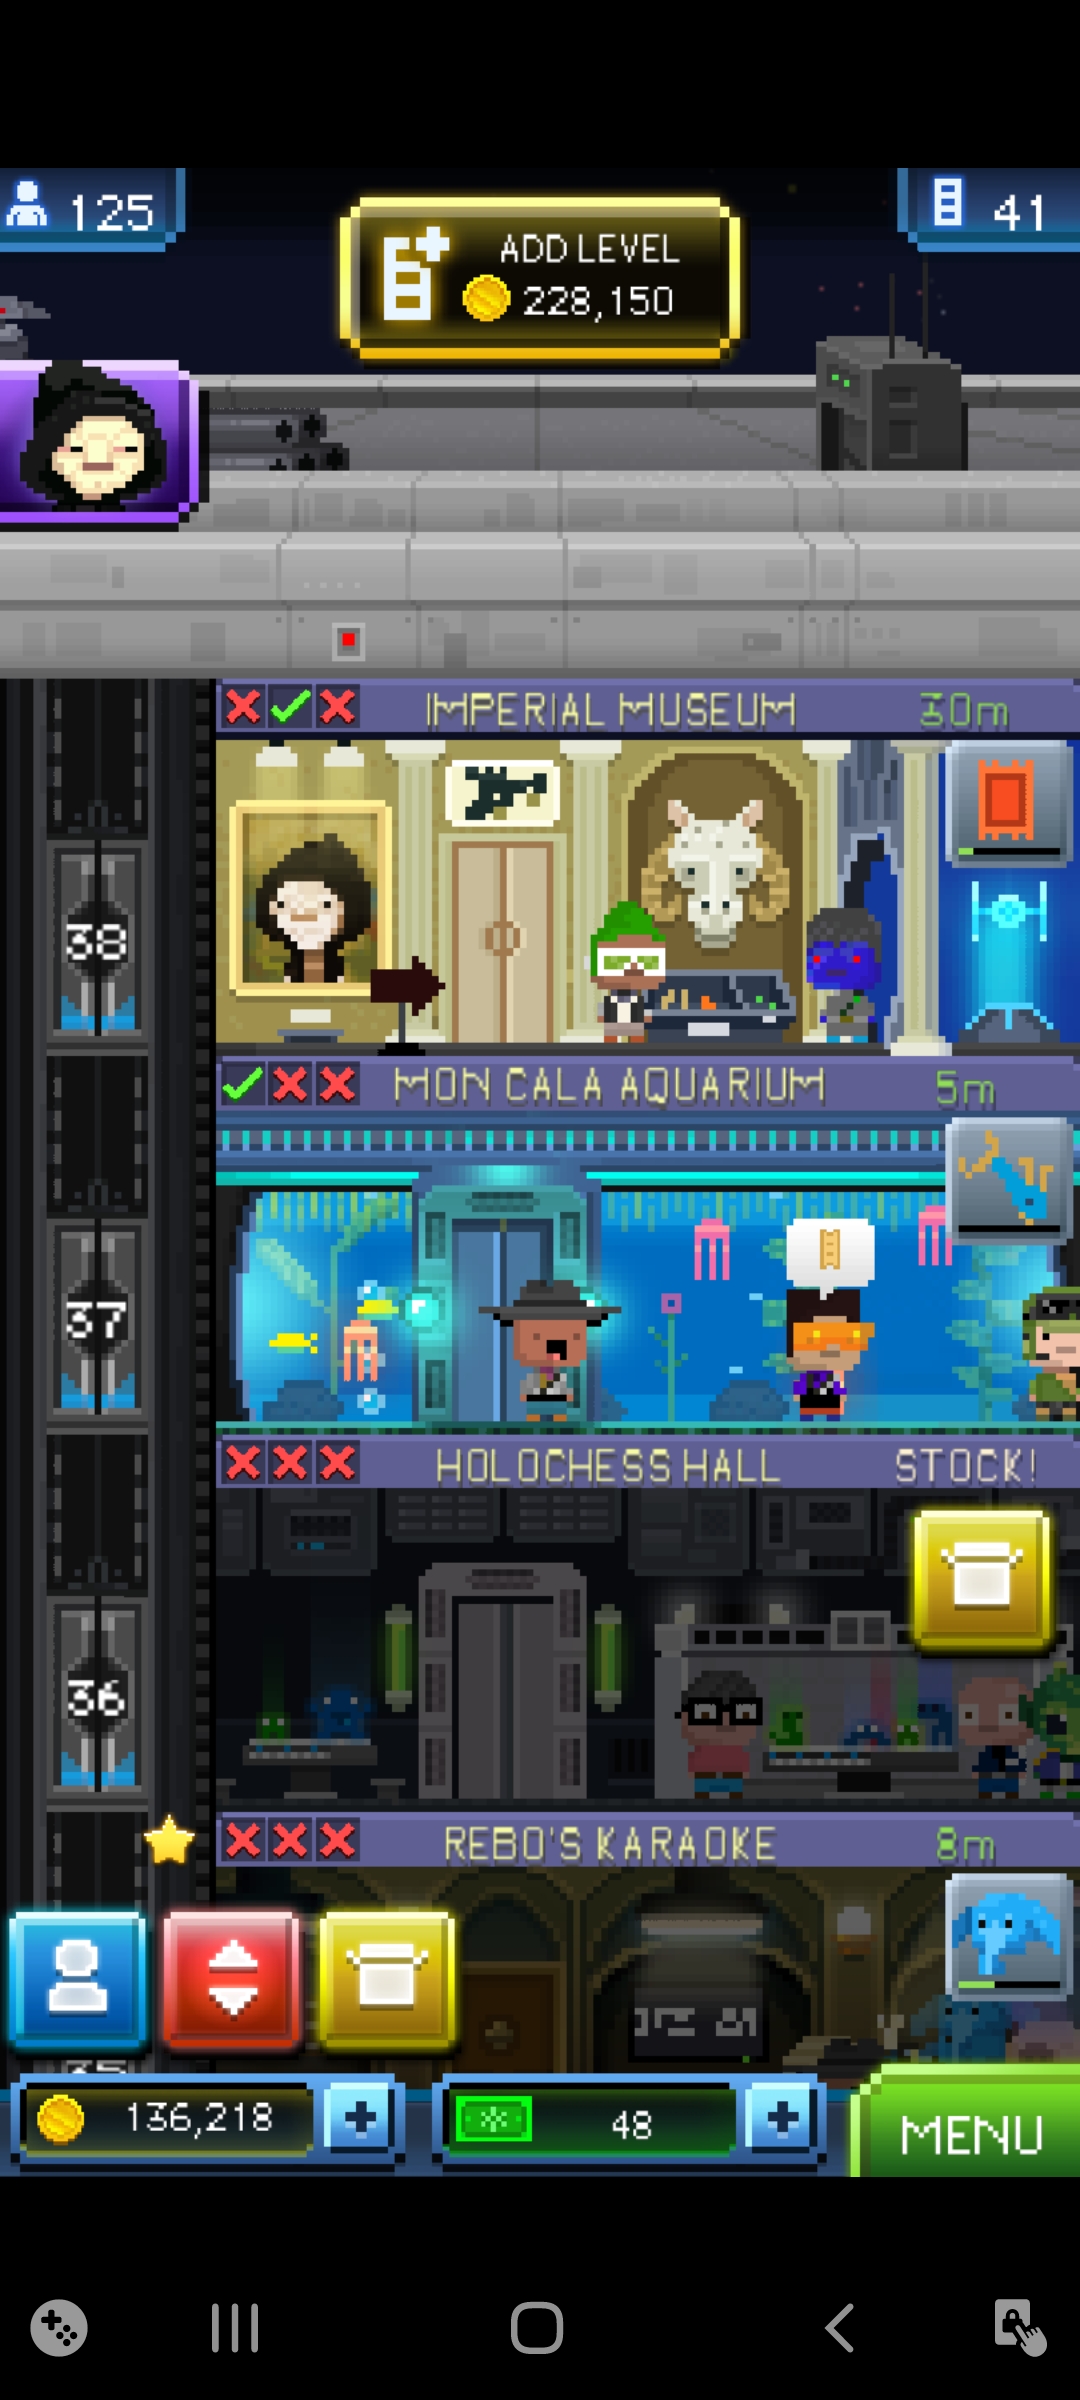 125
ADD LEVEL
228,150
41
IMPERIAL MUSEUM 30m
38
MON CALA AQUARIUM 5m
37
HOLOCHESS HALL STOCK!
36
REBO'S KARAOKE 8m
136,218
48
MENU